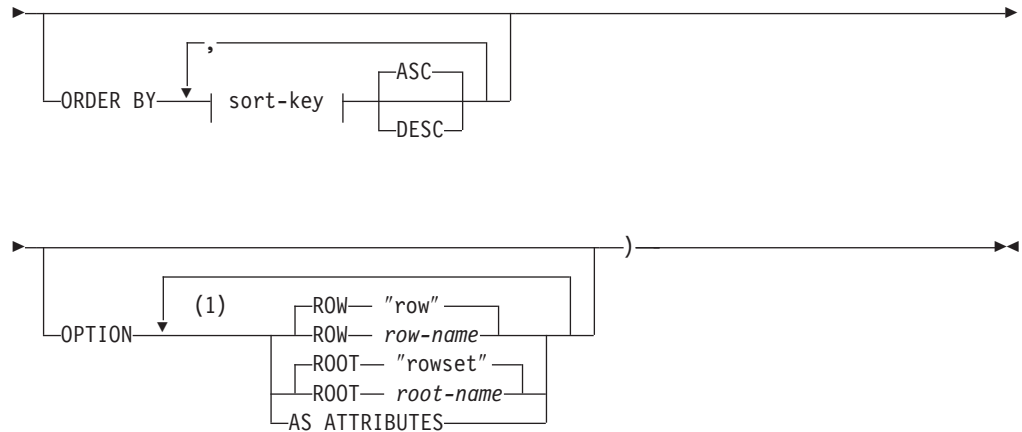 ,
ASC
ORDER BY sort-key
DESC
)
(1) ROW "row"
OPTION ROW row-name
ROOT "rowset"
ROOT root-name
AS ATTRIBUTES